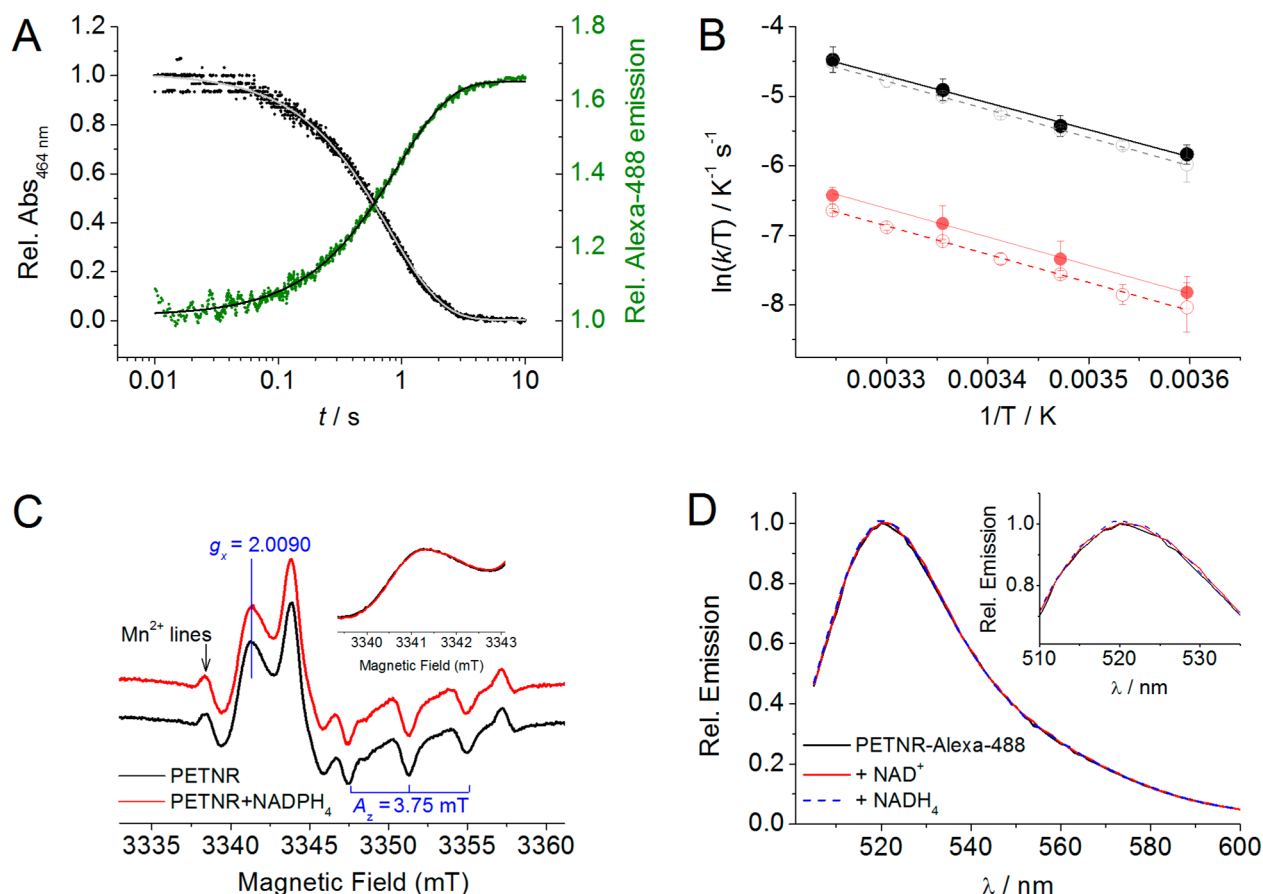 A
1.2
1.0
0.8
0.6
0.4
0.2
0.0
Rel. Abs464 nm
0.01 0.1 1 10
t / s
1.8
1.6
1.4
1.2
1.0
Rel. Alexa-488 emission
B
-4
-5
-6
-7
-8
ln(k/T) / K⁻¹ s⁻¹
0.0033 0.0034 0.0035 0.0036
1/T / K
C
gx = 2.0090
Mn²⁺ lines
3340 3341 3342 3343
Magnetic Field (mT)
PETNR
PETNR+NADPH₄
Az = 3.75 mT
3335 3340 3345 3350 3355 3360
Magnetic Field (mT)
D
1.0
0.8
0.6
0.4
0.2
0.0
Rel. Emission
1.0
0.8
Rel. Emission
510 520 530
λ / nm
PETNR-Alexa-488
+ NAD⁺
+ NADH₄
520 540 560 580 600
λ / nm